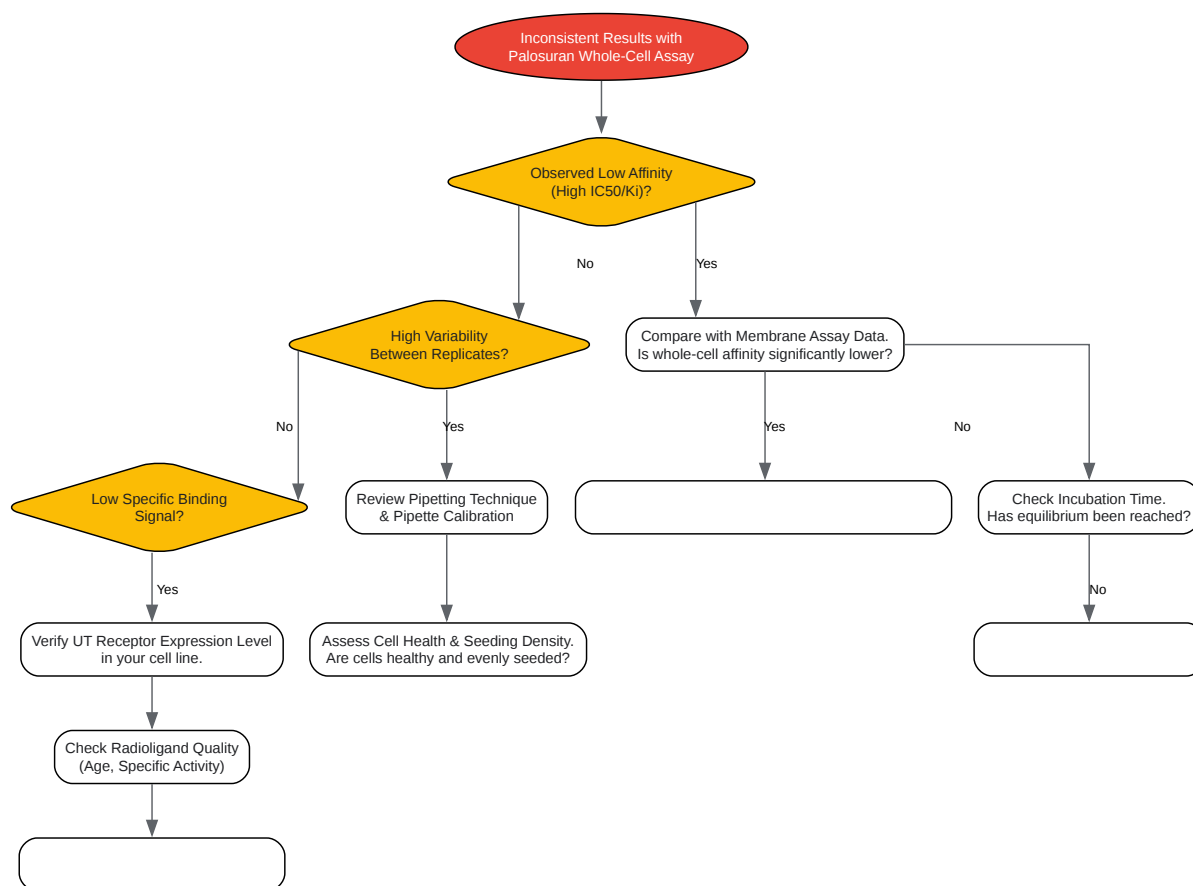 Inconsistent Results with
Palosuran Whole-Cell Assay
Observed Low Affinity
(High IC50/Ki)?
No
Yes
High Variability
Between Replicates?
Compare with Membrane Assay Data.
Is whole-cell affinity significantly lower?
No
Yes
Yes
No
Low Specific Binding
Signal?
Review Pipetting Technique
& Pipette Calibration
Check Incubation Time.
Has equilibrium been reached?
Yes
No
Verify UT Receptor Expression Level
in your cell line.
Assess Cell Health & Seeding Density.
Are cells healthy and evenly seeded?
Check Radioligand Quality
(Age, Specific Activity)